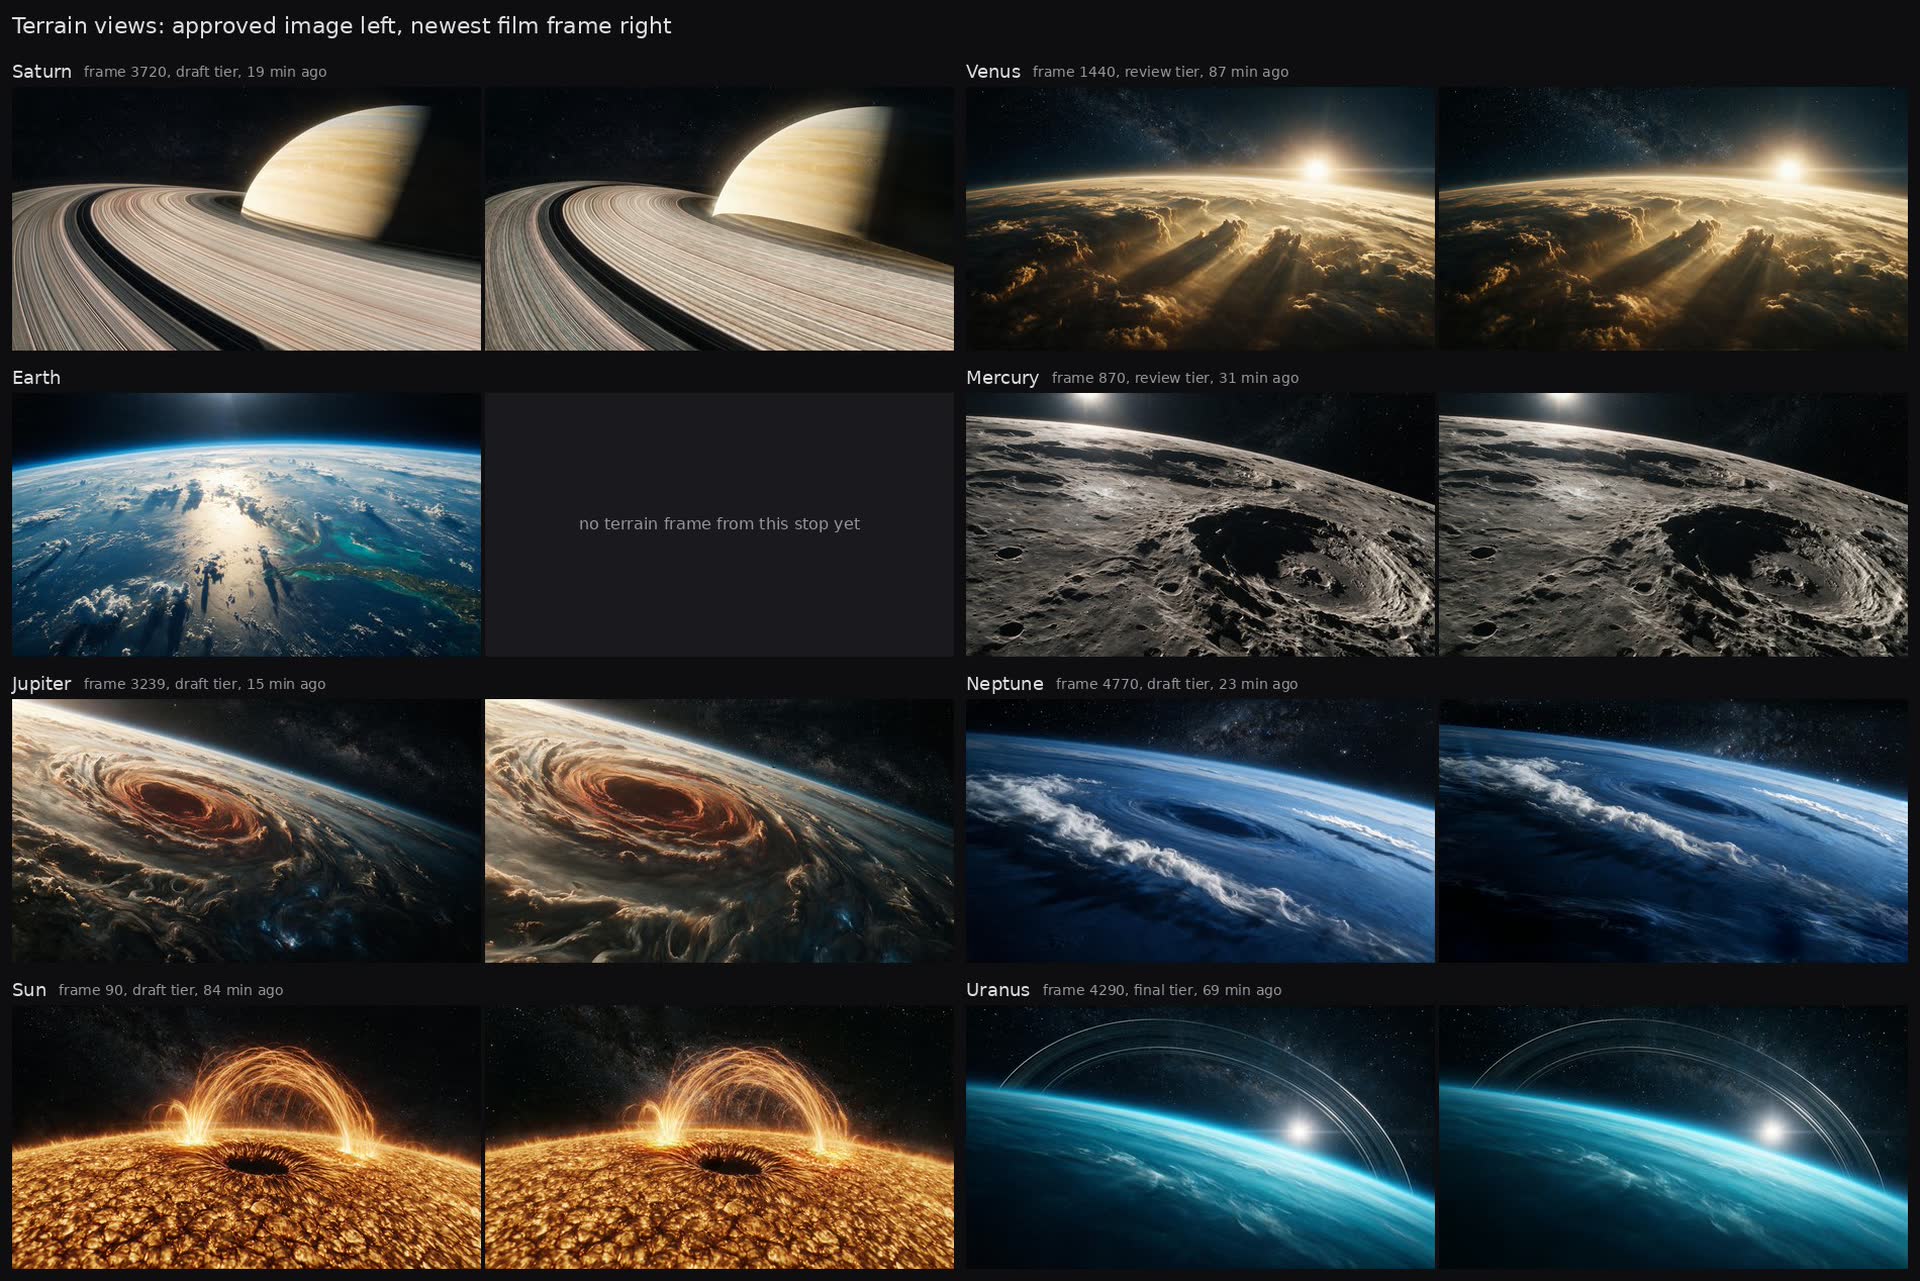 Terrain views: approved image left, newest film frame right
Saturn frame 3720, draft tier, 19 min ago
Venus frame 1440, review tier, 87 min ago
Earth
no terrain frame from this stop yet
Mercury frame 870, review tier, 31 min ago
Jupiter frame 3239, draft tier, 15 min ago
Neptune frame 4770, draft tier, 23 min ago
Sun frame 90, draft tier, 84 min ago
Uranus frame 4290, final tier, 69 min ago